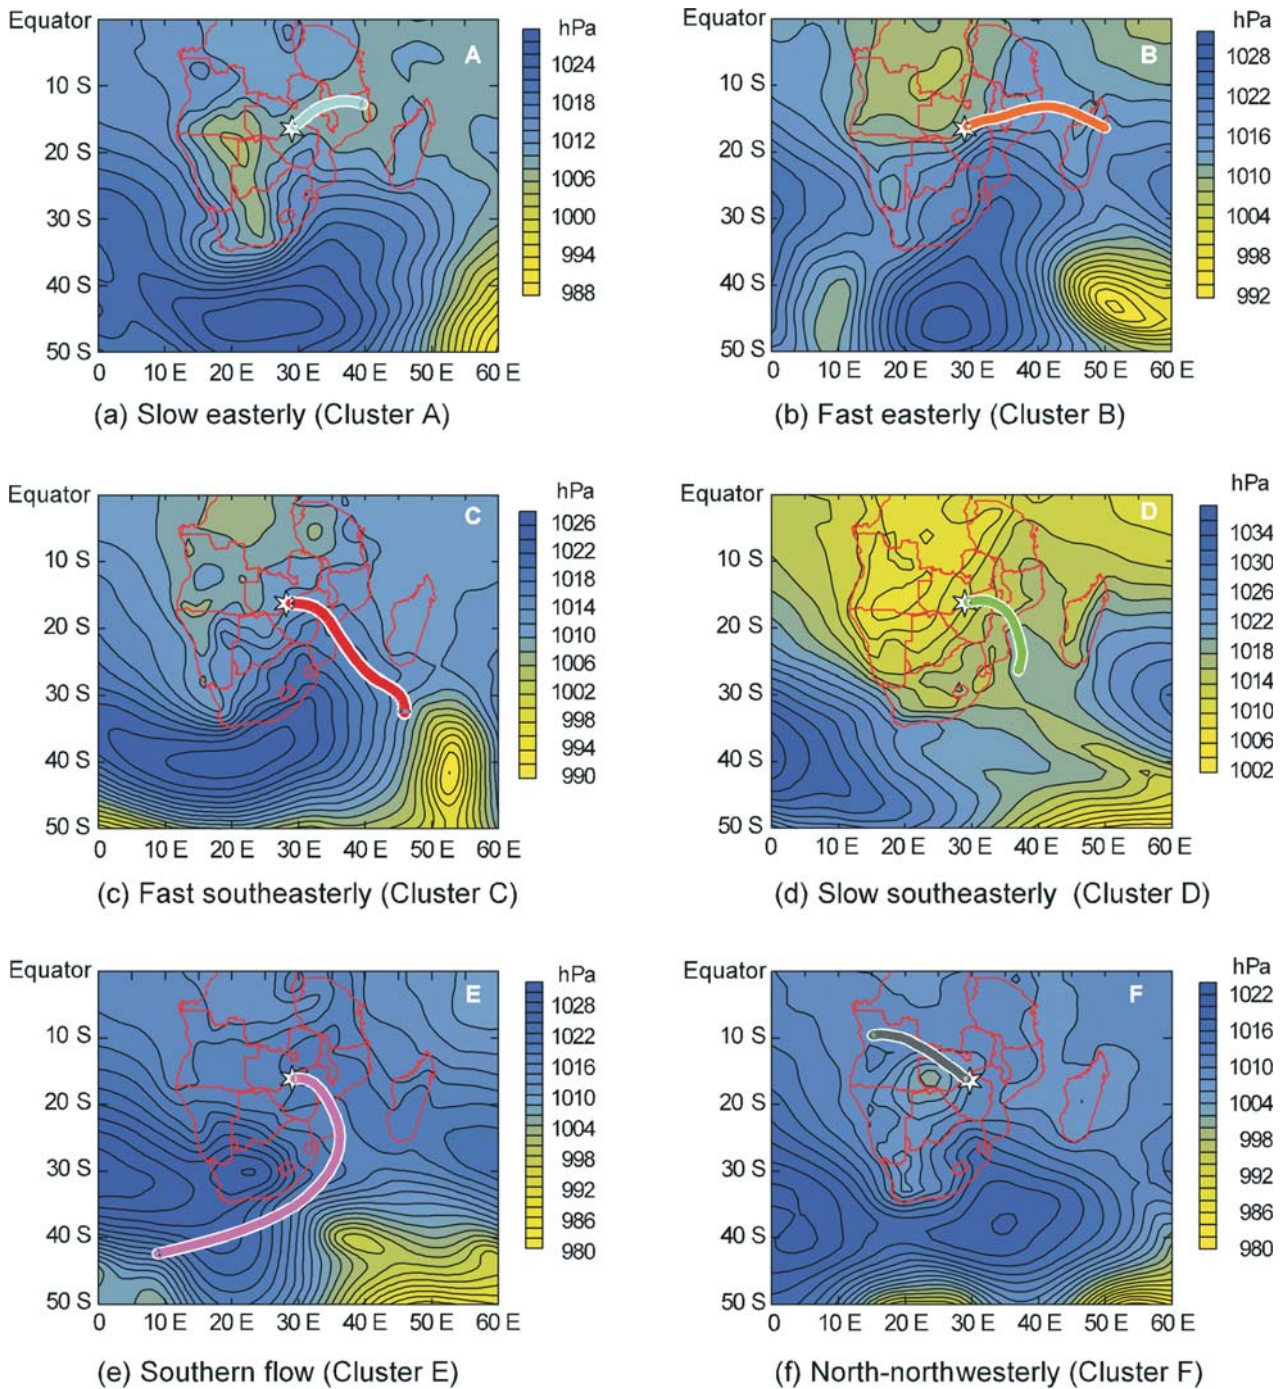 Equator
hPa
A
10 S
20 S
30 S
40 S
50 S
1024
1018
1012
1006
1000
994
988
0
10 E
20 E
30 E
40 E
50 E
60 E
(a) Slow easterly (Cluster A)
Equator
hPa
B
10 S
20 S
30 S
40 S
50 S
1028
1022
1016
1010
1004
998
992
0
10 E
20 E
30 E
40 E
50 E
60 E
(b) Fast easterly (Cluster B)
Equator
hPa
C
10 S
20 S
30 S
40 S
50 S
1026
1022
1018
1014
1010
1006
1002
998
994
990
0
10 E
20 E
30 E
40 E
50 E
60 E
(c) Fast southeasterly (Cluster C)
Equator
hPa
D
10 S
20 S
30 S
40 S
50 S
1034
1030
1026
1022
1018
1014
1010
1006
1002
0
10 E
20 E
30 E
40 E
50 E
60 E
(d) Slow southeasterly (Cluster D)
Equator
hPa
E
10 S
20 S
30 S
40 S
50 S
1028
1022
1016
1010
1004
998
992
986
980
0
10 E
20 E
30 E
40 E
50 E
60 E
(e) Southern flow (Cluster E)
Equator
hPa
F
10 S
20 S
30 S
40 S
50 S
1022
1016
1010
1004
998
992
986
980
0
10 E
20 E
30 E
40 E
50 E
60 E
(f) North-northwesterly (Cluster F)